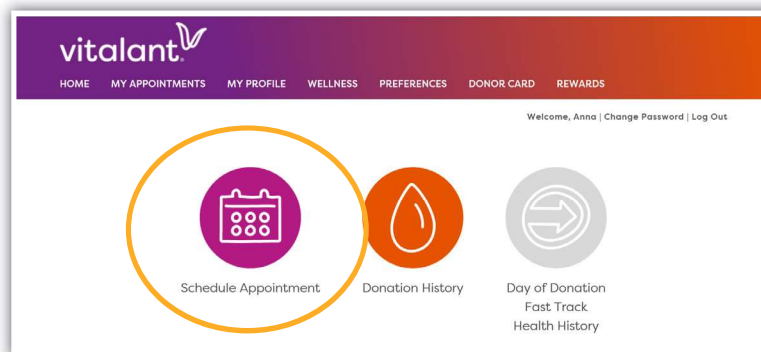 vitalant.
HOME MY APPOINTMENTS MY PROFILE WELLNESS PREFERENCES DONOR CARD REWARDS
Welcome, Anna | Change Password | Log Out
Schedule Appointment
Donation History
Day of Donation
Fast Track
Health History